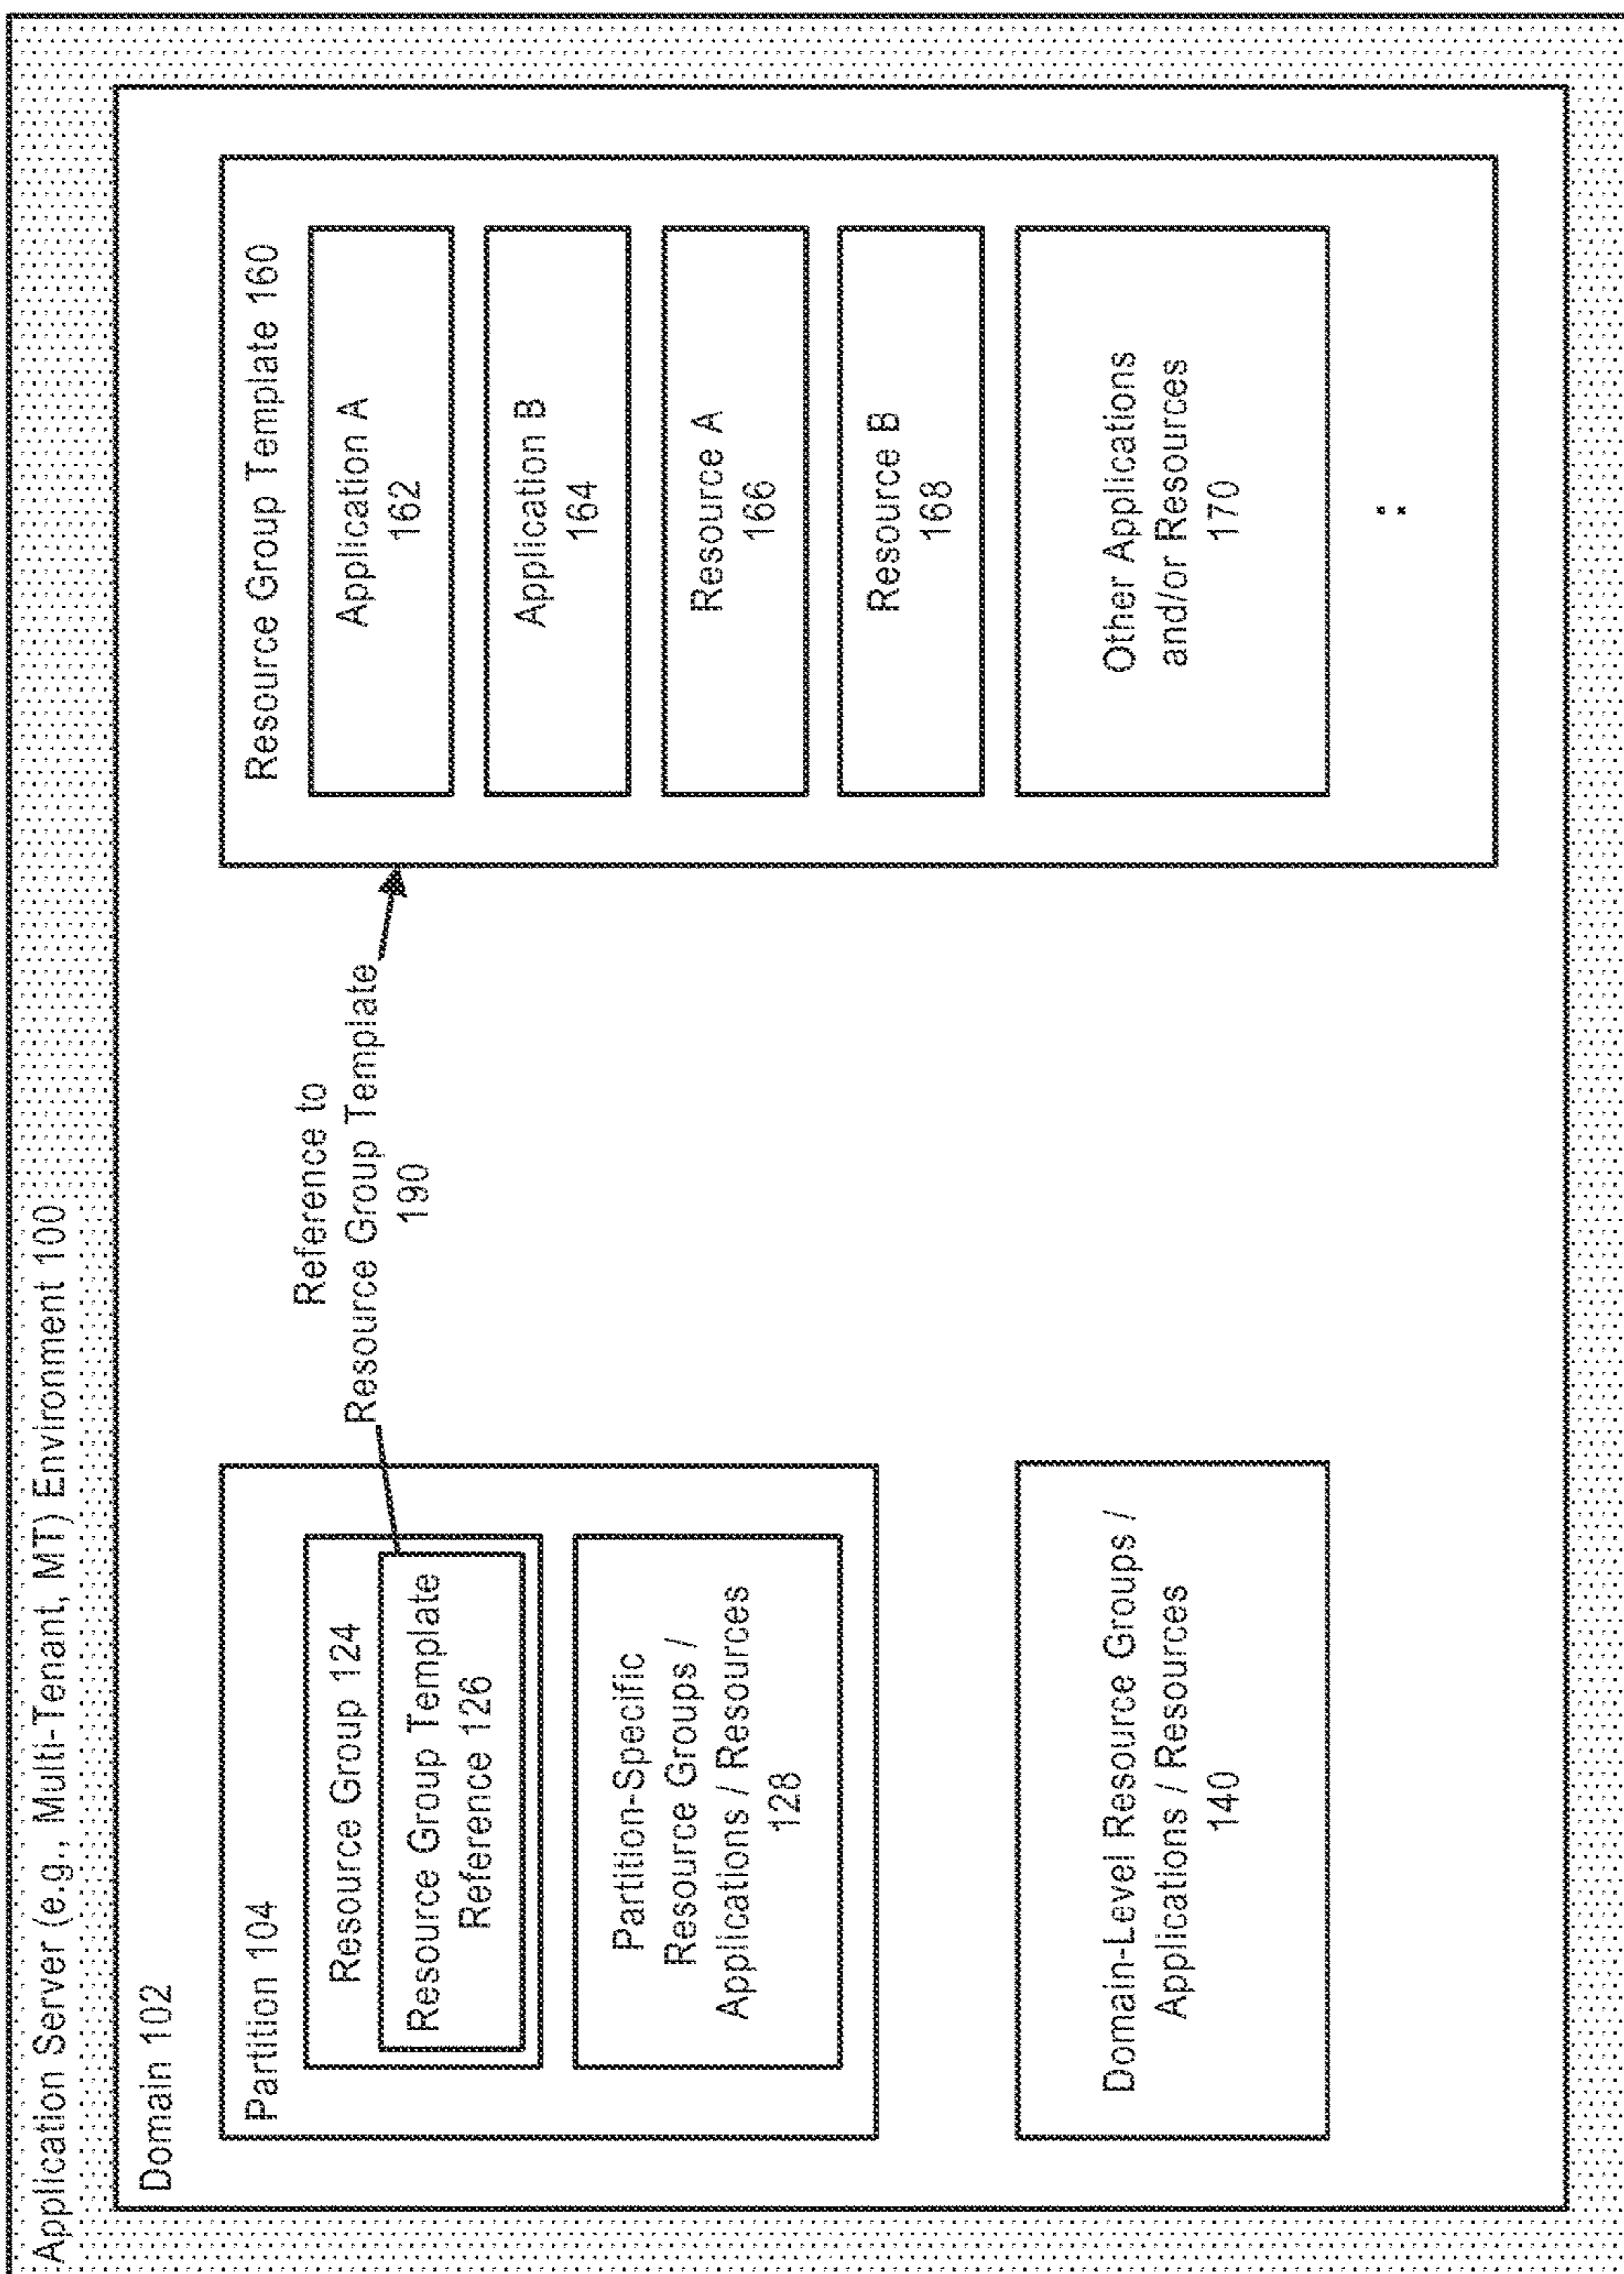 Application Server (e.g., Multi-Tenant, MT) Environment 100
Domain 102
Partition 104
Resource Group 124
Resource Group Template
Reference 126
Partition-Specific
Resource Groups /
Applications / Resources
128
Domain-Level Resource Groups /
Applications / Resources
140
Reference to
Resource Group Template
190
Resource Group Template 160
Application A
162
Application B
164
Resource A
166
Resource B
168
Other Applications
and/or Resources
170